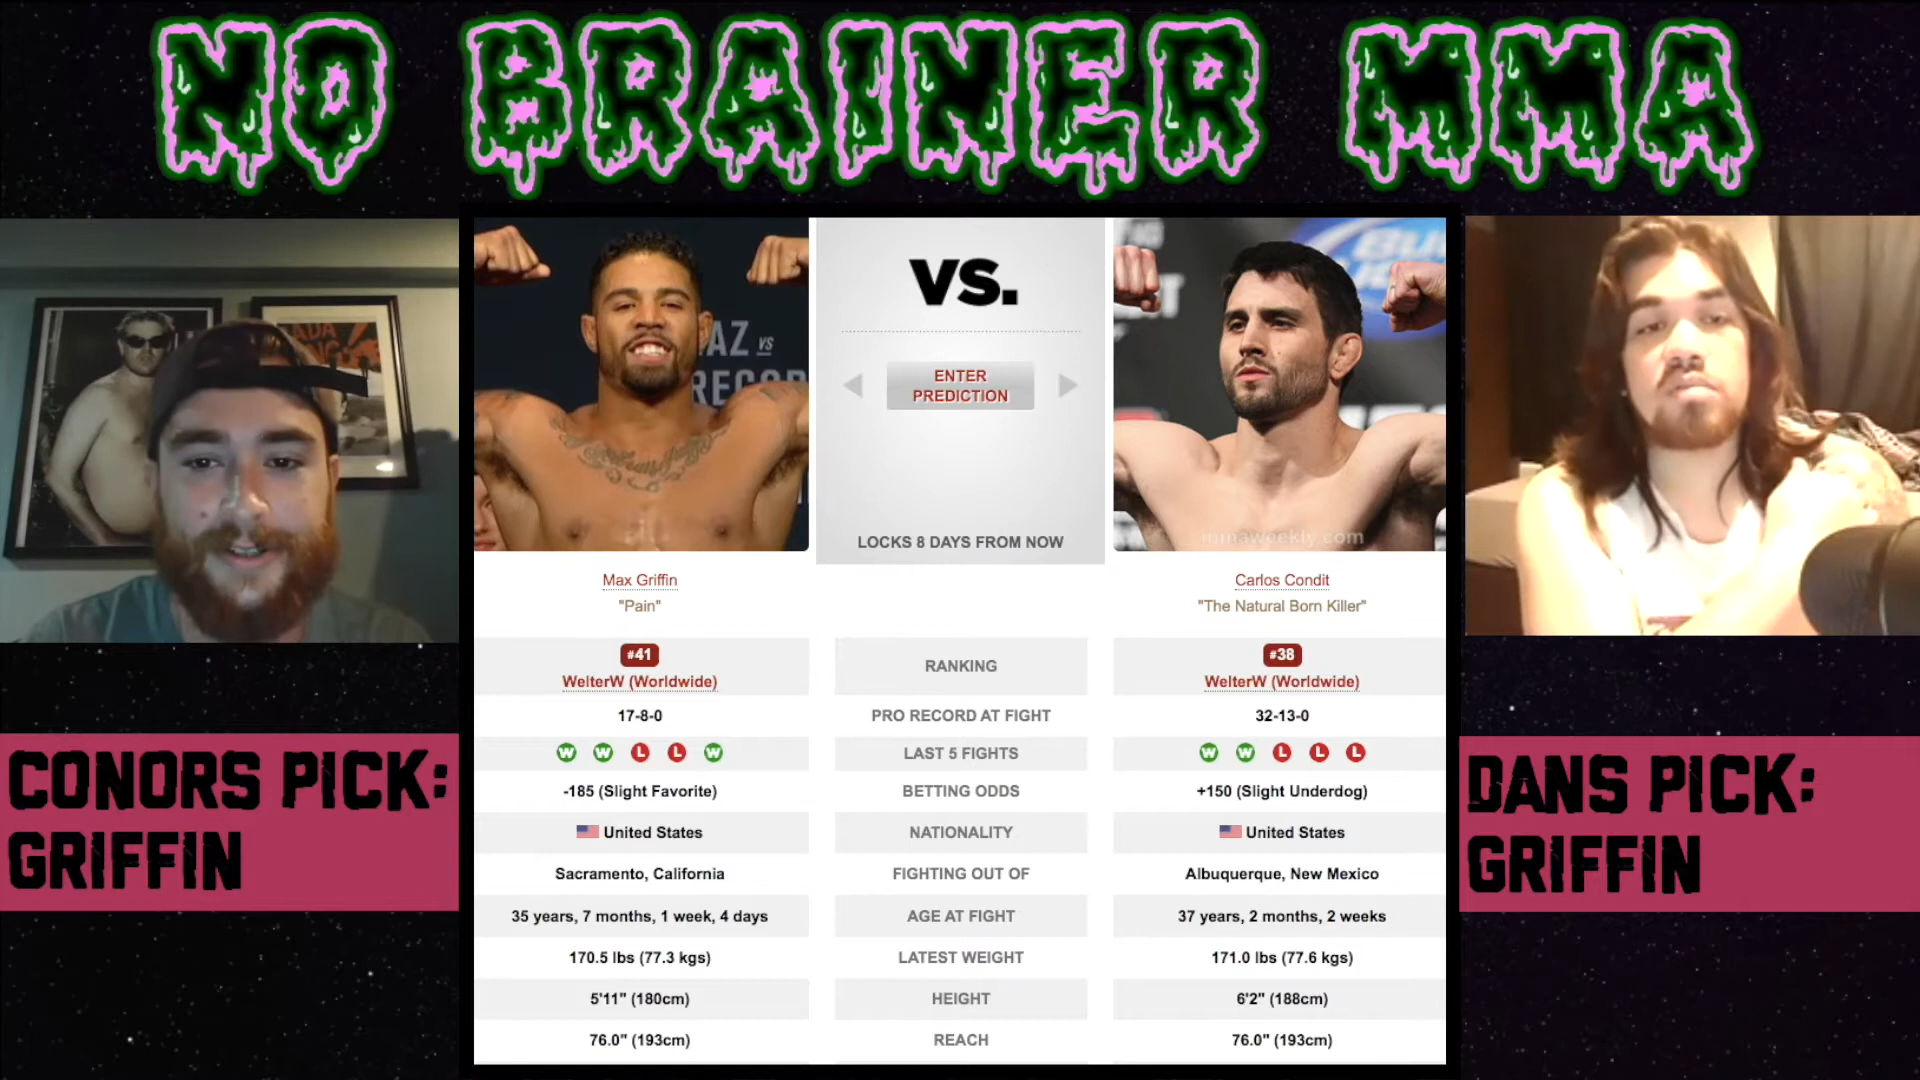 NO BRAINER MMA
AZ VS
RECOR
VS.
ENTER
PREDICTION
LOCKS 8 DAYS FROM NOW
mmaweekly.com
Max Griffin
"Pain"
Carlos Condit
"The Natural Born Killer"
#41
WelterW (Worldwide)
RANKING
#38
WelterW (Worldwide)
17-8-0 PRO RECORD AT FIGHT 32-13-0
W W L L W LAST 5 FIGHTS W W L L L
-185 (Slight Favorite) BETTING ODDS +150 (Slight Underdog)
United States NATIONALITY United States
Sacramento, California FIGHTING OUT OF Albuquerque, New Mexico
35 years, 7 months, 1 week, 4 days AGE AT FIGHT 37 years, 2 months, 2 weeks
170.5 lbs (77.3 kgs) LATEST WEIGHT 171.0 lbs (77.6 kgs)
5'11" (180cm) HEIGHT 6'2" (188cm)
76.0" (193cm) REACH 76.0" (193cm)
CONORS PICK:
GRIFFIN
DANS PICK:
GRIFFIN